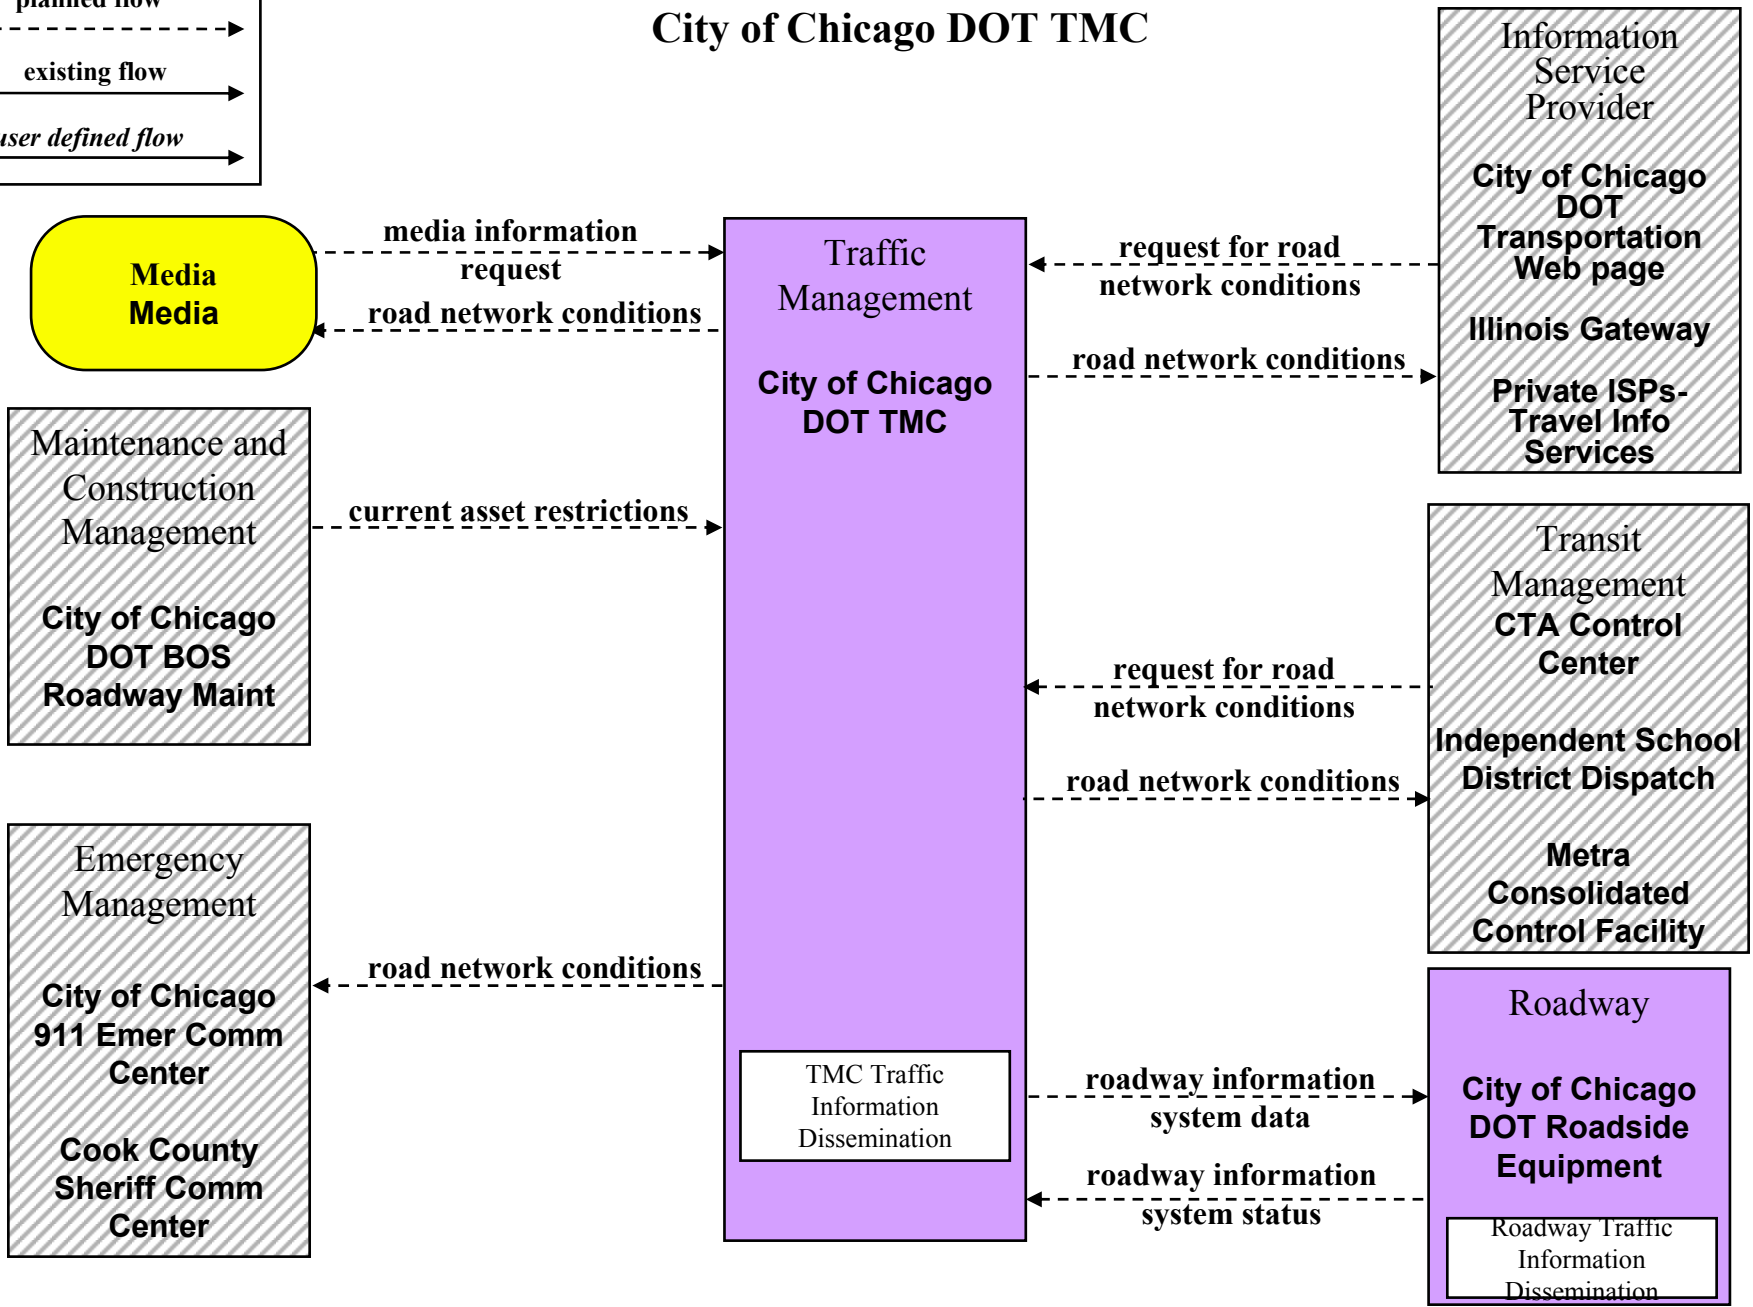 planned flow
existing flow
user defined flow
City of Chicago DOT TMC
Media
Media
media information
request
road network conditions
Maintenance and
Construction
Management
City of Chicago
DOT BOS
Roadway Maint
current asset restrictions
Emergency
Management
City of Chicago
911 Emer Comm
Center
Cook County
Sheriff Comm
Center
road network conditions
Traffic
Management
City of Chicago
DOT TMC
TMC Traffic
Information
Dissemination
request for road
network conditions
road network conditions
Information
Service
Provider
City of Chicago
DOT
Transportation
Web page
Illinois Gateway
Private ISPs-
Travel Info
Services
request for road
network conditions
road network conditions
Transit
Management
CTA Control
Center
Independent School
District Dispatch
Metra
Consolidated
Control Facility
roadway information
system data
roadway information
system status
Roadway
City of Chicago
DOT Roadside
Equipment
Roadway Traffic
Information
Dissemination